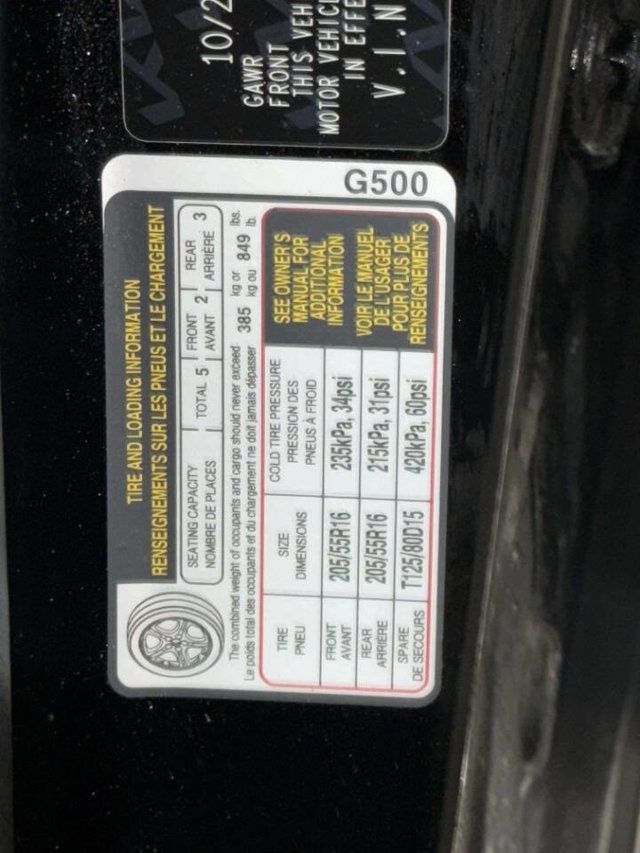 10/2
GAWR
FRONT
THIS VEH
MOTOR VEHIC
IN EFFE
V.I.N
G500
TIRE AND LOADING INFORMATION
RENSEIGNEMENTS SUR LES PNEUS ET LE CHARGEMENT
SEATING CAPACITY TOTAL 5 FRONT 2 REAR 3
NOMBRE DE PLACES AVANT ARRIÈRE
The combined weight of occupants and cargo should never exceed 385 kg or 849 lbs.
Le poids total des occupants et du chargement ne doit jamais dépasser kg ou lb.
TIRE SIZE COLD TIRE PRESSURE
PNEU DIMENSIONS PRESSION DES
PNEUS À FROID
FRONT 205/55R16 235kPa, 34psi
AVANT
REAR 205/55R16 215kPa, 31psi
ARRIÈRE
SPARE T125/80D15 420kPa, 60psi
DE SECOURS
SEE OWNER'S
MANUAL FOR
ADDITIONAL
INFORMATION
VOIR LE MANUEL
DE L'USAGER
POUR PLUS DE
RENSEIGNEMENTS